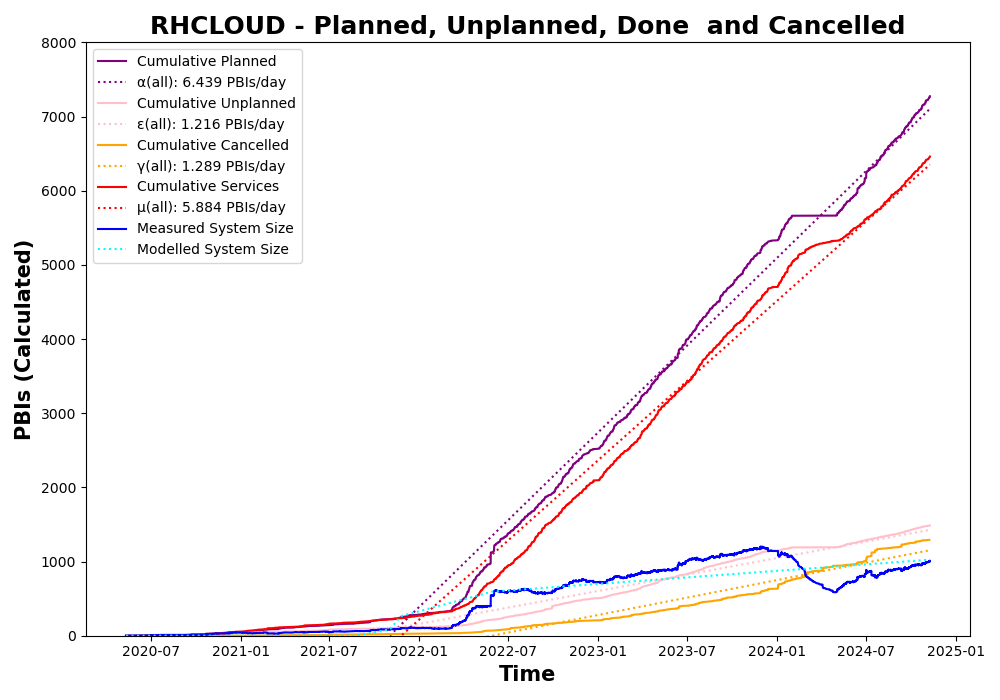 RHCLOUD - Planned, Unplanned, Done  and Cancelled
8000
7000
6000
5000
4000
3000
2000
1000
0
PBIs (Calculated)
Cumulative Planned
α(all): 6.439 PBIs/day
Cumulative Unplanned
ε(all): 1.216 PBIs/day
Cumulative Cancelled
γ(all): 1.289 PBIs/day
Cumulative Services
μ(all): 5.884 PBIs/day
Measured System Size
Modelled System Size
2020-07 2021-01 2021-07 2022-01 2022-07 2023-01 2023-07 2024-01 2024-07 2025-01
Time